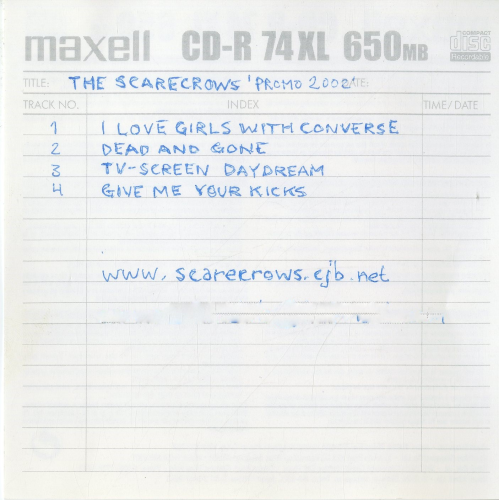 maxell CD-R 74XL 650MB COMPACT disc Recordable
TITLE: THE SCARECROWS 'PROMO 2002' DATE:
TRACK NO. INDEX TIME/DATE
1 I LOVE GIRLS WITH CONVERSE
2 DEAD AND GONE
3 TV-SCREEN DAYDREAM
4 GIVE ME YOUR KICKS
www.scarecrows.cjb.net